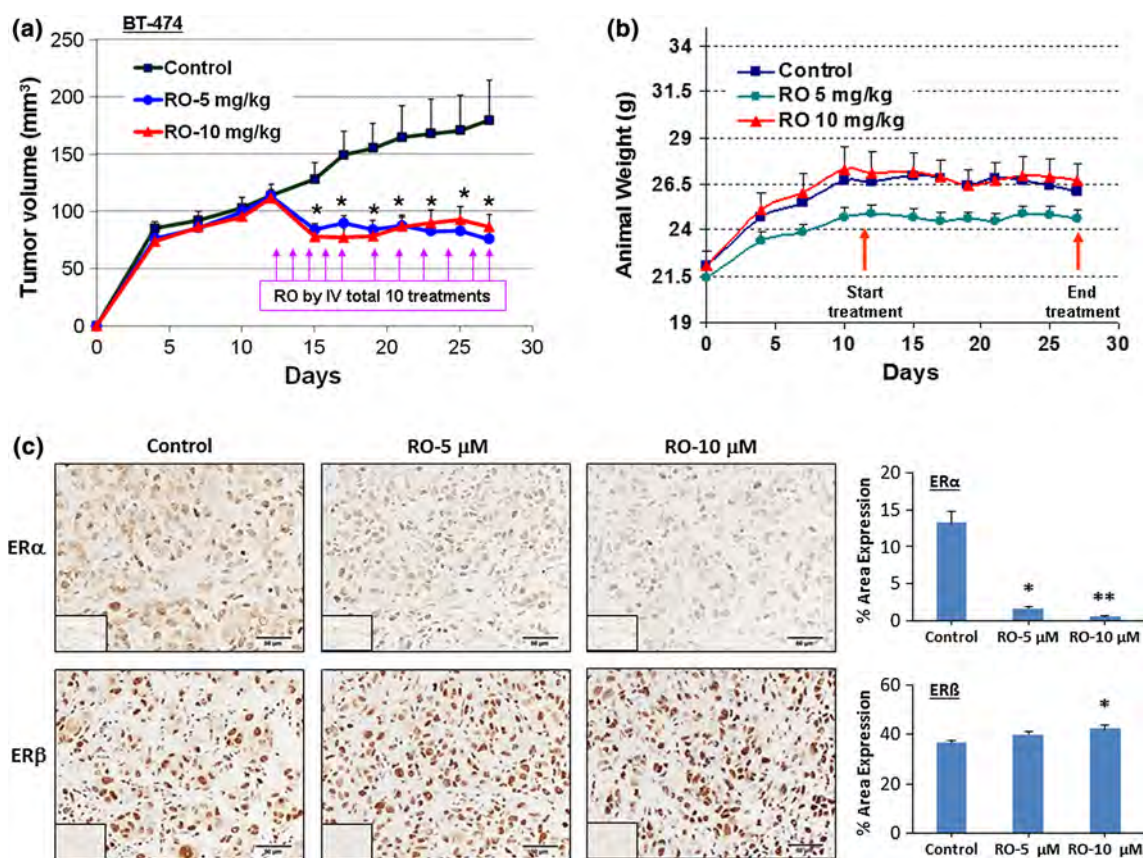 (a)
BT-474
250
200
150
100
50
0
Tumor volume (mm³)
Control
RO-5 mg/kg
RO-10 mg/kg
* * * * * * *
RO by IV total 10 treatments
0 5 10 15 20 25 30
Days
(b)
34
31.5
29
26.5
24
21.5
19
Animal Weight (g)
Control
RO 5 mg/kg
RO 10 mg/kg
Start
treatment
End
treatment
0 5 10 15 20 25 30
Days
(c)
Control RO-5 µM RO-10 µM
ERα
ERβ
ERα
% Area Expression
15
10
5
0
* **
Control RO-5 µM RO-10 µM
ERß
% Area Expression
60
40
20
0
*
Control RO-5 µM RO-10 µM